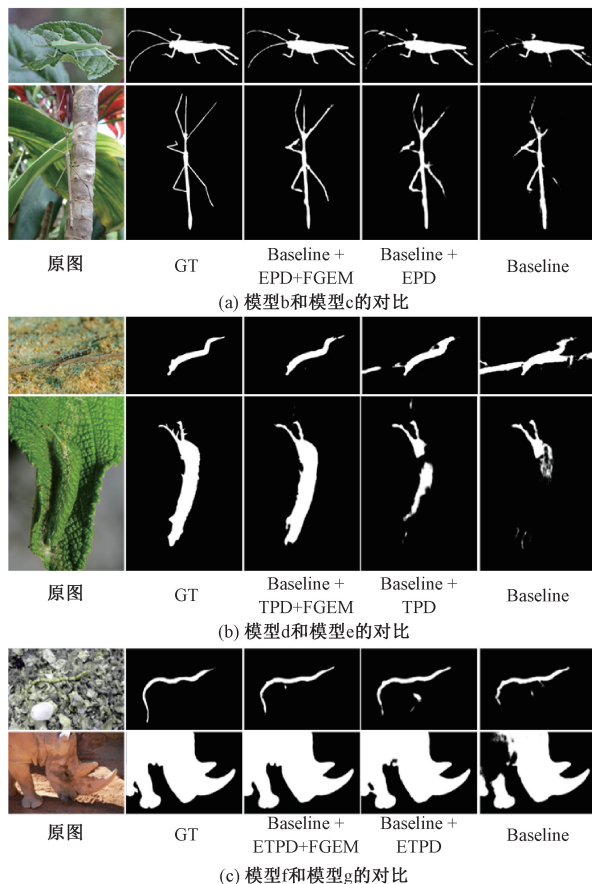 原图
GT
Baseline +
EPD+FGEM
Baseline +
EPD
Baseline
(a) 模型b和模型c的对比
原图
GT
Baseline +
TPD+FGEM
Baseline +
TPD
Baseline
(b) 模型d和模型e的对比
原图
GT
Baseline +
ETPD+FGEM
Baseline +
ETPD
Baseline
(c) 模型f和模型g的对比